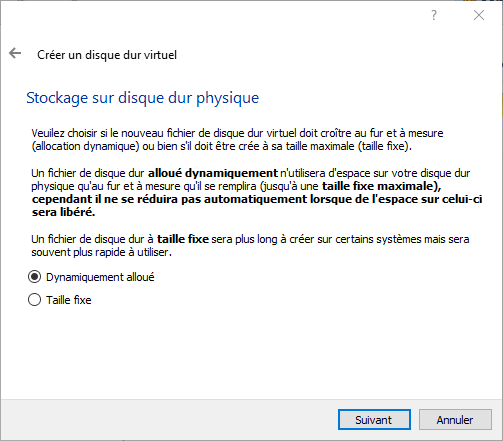 ?
Créer un disque dur virtuel
Stockage sur disque dur physique
Veuilez choisir si le nouveau fichier de disque dur virtuel doit croître au fur et à mesure
(allocation dynamique) ou bien s'il doit être crée à sa taille maximale (taille fixe).
Un fichier de disque dur alloué dynamiquement n'utilisera d'espace sur votre disque dur
physique qu'au fur et à mesure qu'il se remplira (jusqu'à une taille fixe maximale),
cependant il ne se réduira pas automatiquement lorsque de l'espace sur celui-ci
sera libéré.
Un fichier de disque dur à taille fixe sera plus long à créer sur certains systèmes mais sera
souvent plus rapide à utiliser.
Dynamiquement alloué
Taille fixe
Suivant Annuler